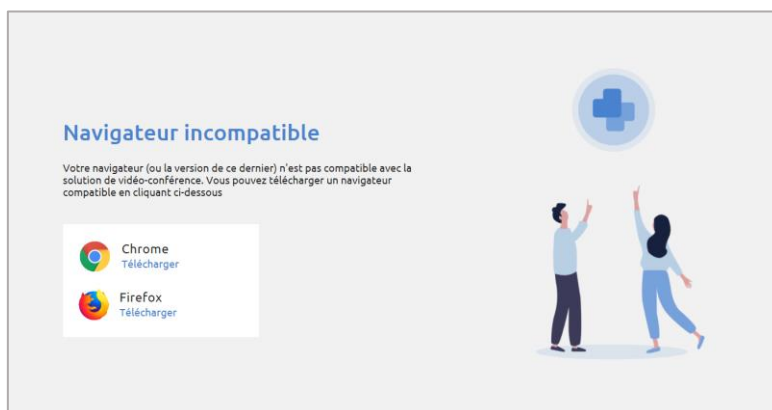 Navigateur incompatible
Votre navigateur (ou la version de ce dernier) n'est pas compatible avec la
solution de vidéo-conférence. Vous pouvez télécharger un navigateur
compatible en cliquant ci-dessous
Chrome
Télécharger
Firefox
Télécharger